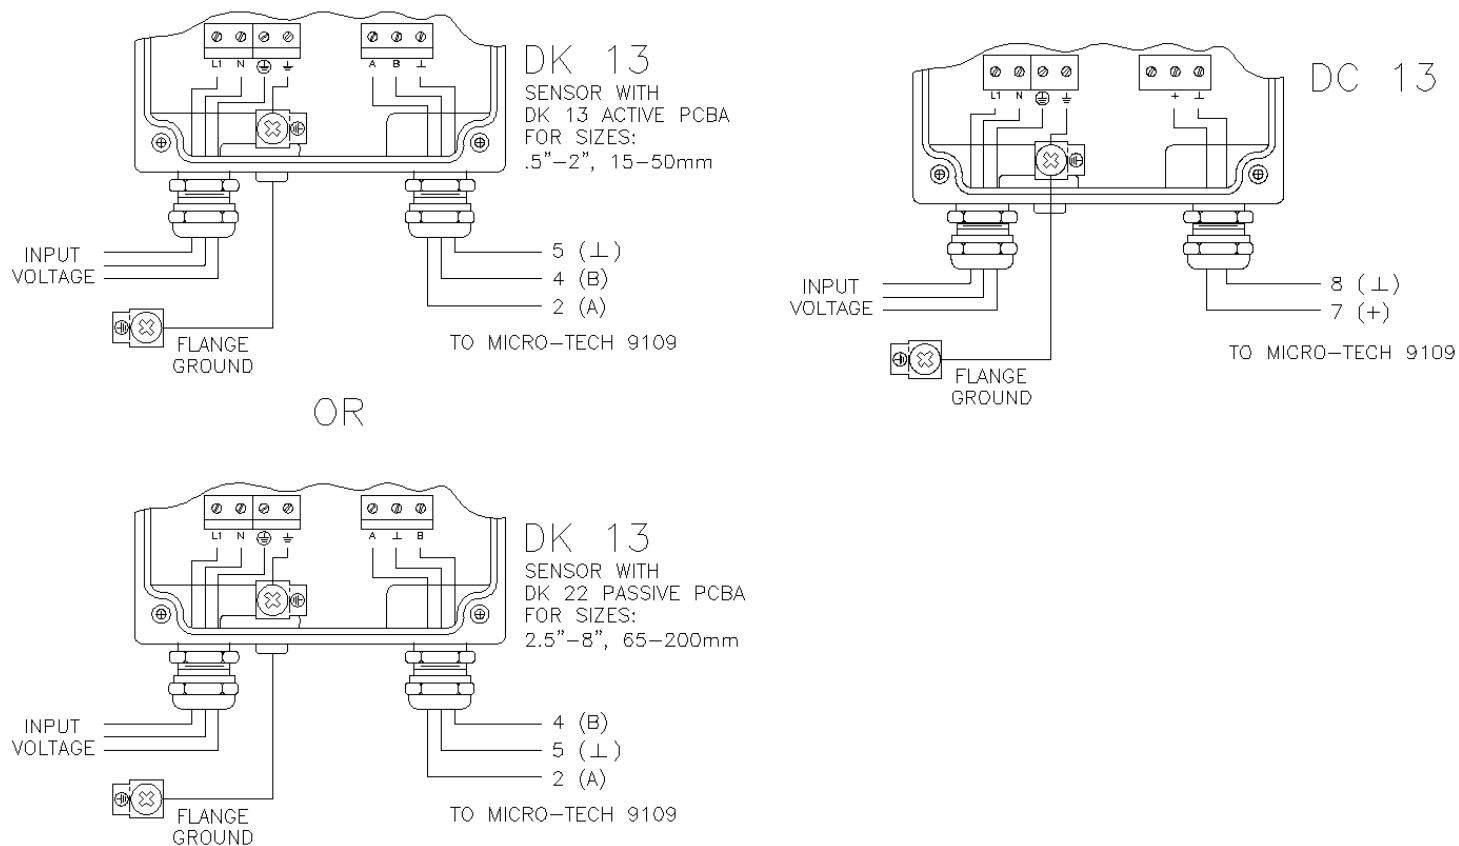 L1 N A B ⊥
DK 13
SENSOR WITH
DK 13 ACTIVE PCBA
FOR SIZES:
.5"-2", 15-50mm
INPUT
VOLTAGE
5 (⊥)
4 (B)
2 (A)
FLANGE
GROUND
TO MICRO-TECH 9109
L1 N + ⊥
DC 13
INPUT
VOLTAGE
8 (⊥)
7 (+)
TO MICRO-TECH 9109
FLANGE
GROUND
OR
L1 N A ⊥ B
DK 13
SENSOR WITH
DK 22 PASSIVE PCBA
FOR SIZES:
2.5"-8", 65-200mm
INPUT
VOLTAGE
4 (B)
5 (⊥)
2 (A)
FLANGE
GROUND
TO MICRO-TECH 9109